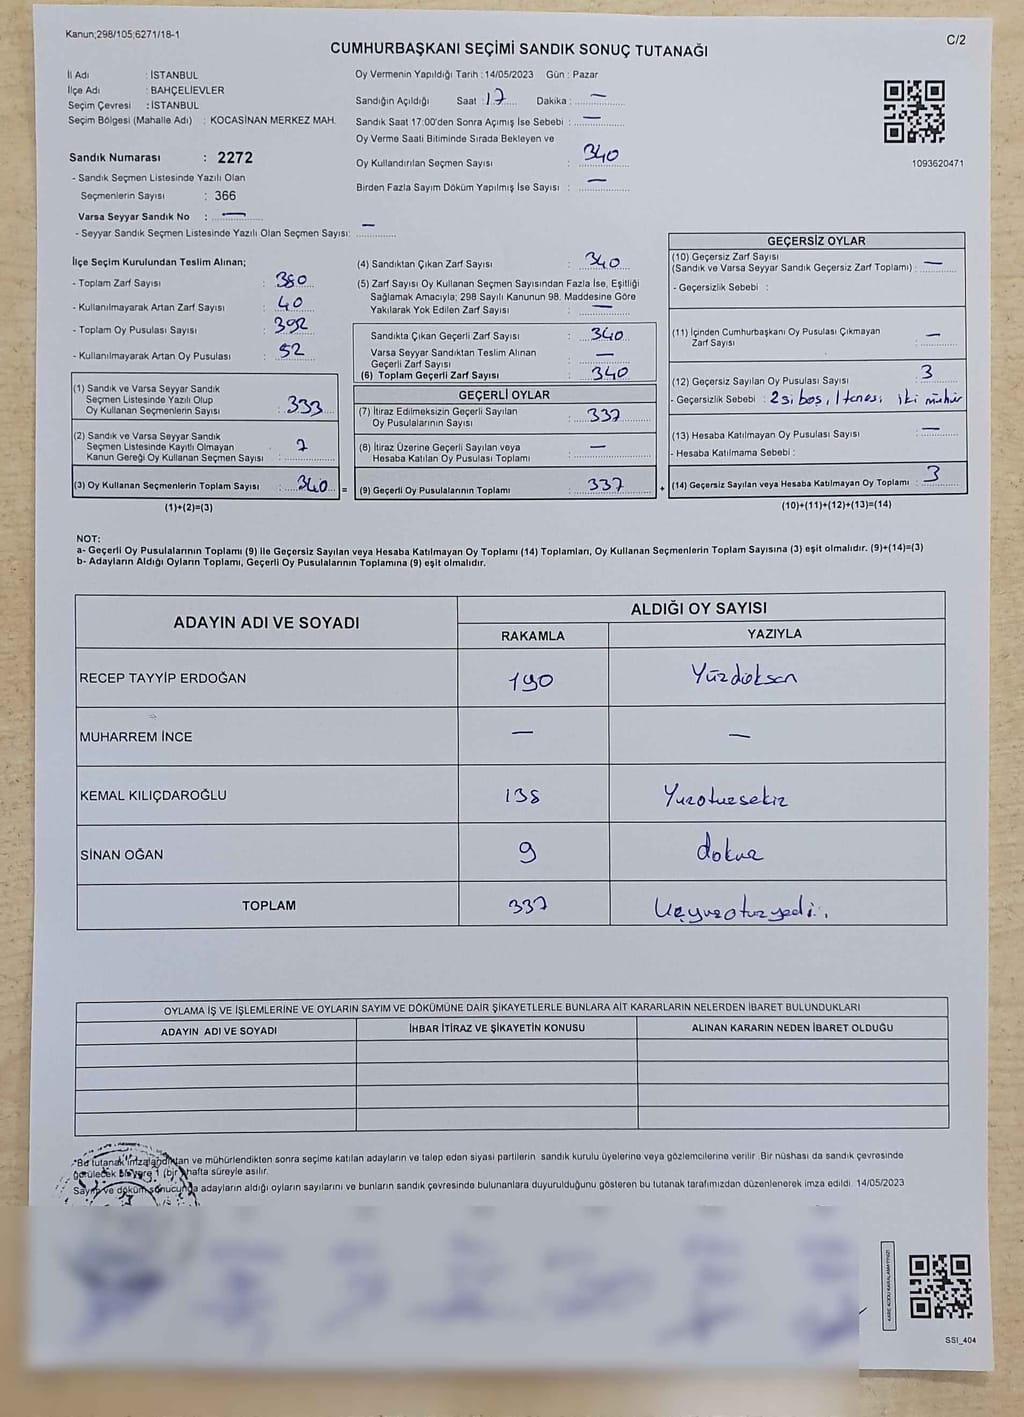 Kanun;298/105;6271/18-1
C/2
CUMHURBAŞKANI SEÇİMİ SANDIK SONUÇ TUTANAĞI
İl Adı : İSTANBUL
İlçe Adı : BAHÇELİEVLER
Seçim Çevresi : İSTANBUL
Seçim Bölgesi (Mahalle Adı) : KOCASİNAN MERKEZ MAH.
Sandık Numarası : 2272
- Sandık Seçmen Listesinde Yazılı Olan
Seçmenlerin Sayısı : 366
Varsa Seyyar Sandık No : —
- Seyyar Sandık Seçmen Listesinde Yazılı Olan Seçmen Sayısı: —
Oy Vermenin Yapıldığı Tarih : 14/05/2023 Gün : Pazar
Sandığın Açıldığı Saat : 17 Dakika : —
Sandık Saat 17:00'den Sonra Açımış İse Sebebi : —
Oy Verme Saati Bitiminde Sırada Bekleyen ve
Oy Kullandırılan Seçmen Sayısı : 340
Birden Fazla Sayım Döküm Yapılmış İse Sayısı : —
1093620471
İlçe Seçim Kurulundan Teslim Alınan;
- Toplam Zarf Sayısı : 380
- Kullanılmayarak Artan Zarf Sayısı : 40
- Toplam Oy Pusulası Sayısı : 392
- Kullanılmayarak Artan Oy Pusulası : 52
(1) Sandık ve Varsa Seyyar Sandık
Seçmen Listesinde Yazılı Olup
Oy Kullanan Seçmenlerin Sayısı : 333
(2) Sandık ve Varsa Seyyar Sandık
Seçmen Listesinde Kayıtlı Olmayan
Kanun Gereği Oy Kullanan Seçmen Sayısı : 7
(3) Oy Kullanan Seçmenlerin Toplam Sayısı : 340 =
(1)+(2)=(3)
(4) Sandıktan Çıkan Zarf Sayısı : 340
(5) Zarf Sayısı Oy Kullanan Seçmen Sayısından Fazla İse, Eşitliği
Sağlamak Amacıyla; 298 Sayılı Kanunun 98. Maddesine Göre
Yakılarak Yok Edilen Zarf Sayısı : —
Sandıkta Çıkan Geçerli Zarf Sayısı : 340
Varsa Seyyar Sandıktan Teslim Alınan
Geçerli Zarf Sayısı : —
(6) Toplam Geçerli Zarf Sayısı : 340
GEÇERLİ OYLAR
(7) İtiraz Edilmeksizin Geçerli Sayılan
Oy Pusulalarının Sayısı : 337
(8) İtiraz Üzerine Geçerli Sayılan veya
Hesaba Katılan Oy Pusulası Toplamı : —
(9) Geçerli Oy Pusulalarının Toplamı : 337 +
GEÇERSİZ OYLAR
(10) Geçersiz Zarf Sayısı
(Sandık ve Varsa Seyyar Sandık Geçersiz Zarf Toplamı) : —
- Geçersizlik Sebebi :
(11) İçinden Cumhurbaşkanı Oy Pusulası Çıkmayan
Zarf Sayısı : —
(12) Geçersiz Sayılan Oy Pusulası Sayısı : 3
- Geçersizlik Sebebi : 2si boş, 1 tanesi iki mühür
(13) Hesaba Katılmayan Oy Pusulası Sayısı : —
- Hesaba Katılmama Sebebi :
(14) Geçersiz Sayılan veya Hesaba Katılmayan Oy Toplamı : 3
(10)+(11)+(12)+(13)=(14)
NOT:
a- Geçerli Oy Pusulalarının Toplamı (9) ile Geçersiz Sayılan veya Hesaba Katılmayan Oy Toplamı (14) Toplamları, Oy Kullanan Seçmenlerin Toplam Sayısına (3) eşit olmalıdır. (9)+(14)=(3)
b- Adayların Aldığı Oyların Toplamı, Geçerli Oy Pusulalarının Toplamına (9) eşit olmalıdır.
ADAYIN ADI VE SOYADI ALDIĞI OY SAYISI
RAKAMLA YAZIYLA
RECEP TAYYİP ERDOĞAN 190 Yüzdoksan
MUHARREM İNCE — —
KEMAL KILIÇDAROĞLU 138 Yuzotuzsekiz
SİNAN OĞAN 9 dokuz
TOPLAM 337 Uçyuzotuzyedi.
OYLAMA İŞ VE İŞLEMLERİNE VE OYLARIN SAYIM VE DÖKÜMÜNE DAİR ŞİKAYETLERLE BUNLARA AİT KARARLARIN NELERDEN İBARET BULUNDUKLARI
ADAYIN ADI VE SOYADI İHBAR İTİRAZ VE ŞİKAYETİN KONUSU ALINAN KARARIN NEDEN İBARET OLDUĞU
*Bu tutanak imzalandıktan ve mühürlendikten sonra seçime katılan adayların ve talep eden siyasi partilerin sandık kurulu üyelerine veya gözlemcilerine verilir. Bir nüshası da sandık çevresinde
görülecek bir yere 1 (bir) hafta süreyle asılır.
Sayım ve döküm sonucunda adayların aldığı oyların sayılarını ve bunların sandık çevresinde bulunanlara duyurulduğunu gösteren bu tutanak tarafımızdan düzenlenerek imza edildi. 14/05/2023
KARE KODU KARALAMAYINIZ!
SSI_404